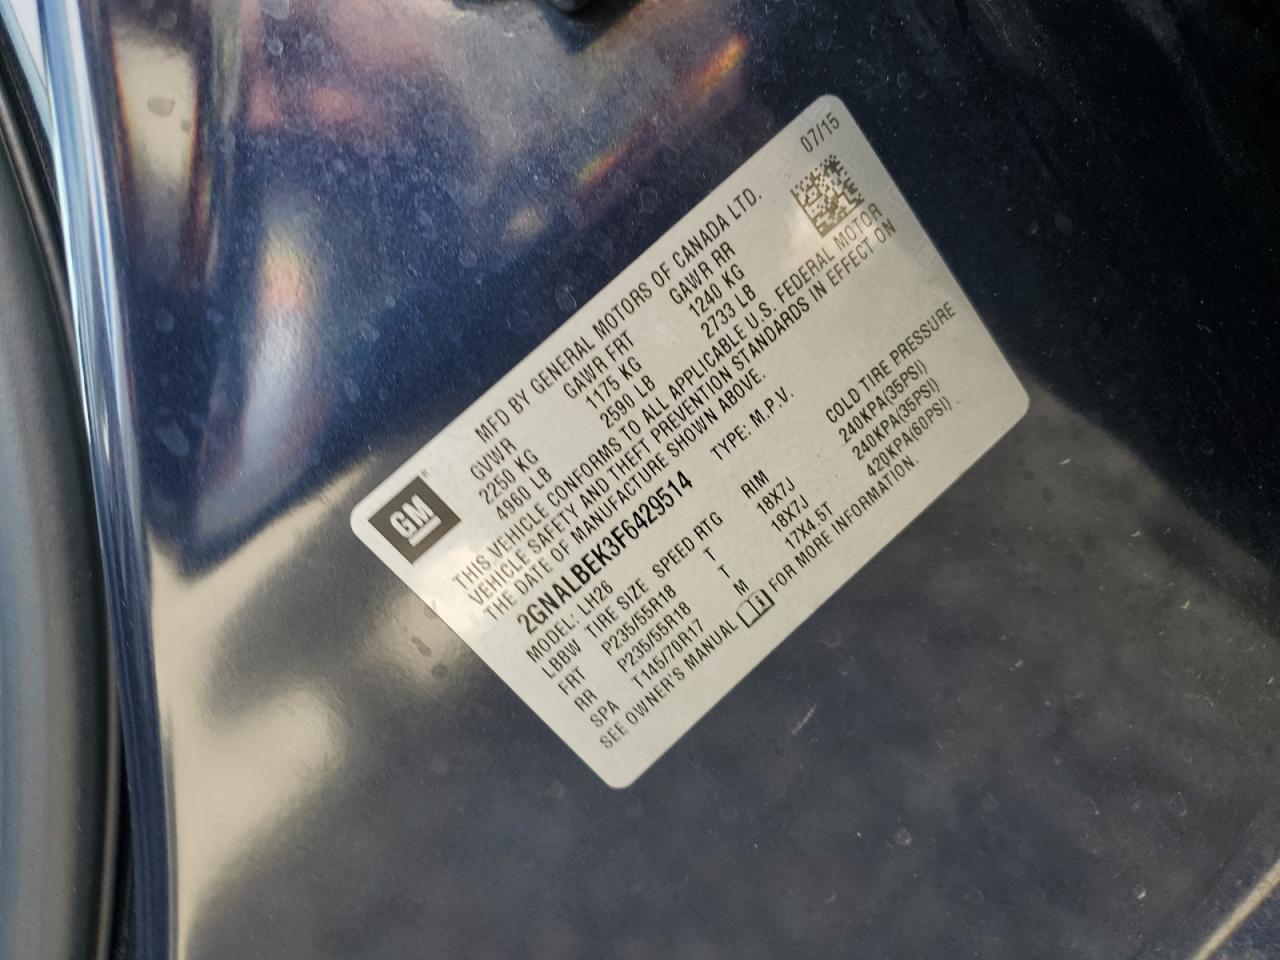 GM
®
MFD BY GENERAL MOTORS OF CANADA LTD. 07/15
GVWR GAWR FRT GAWR RR
2250 KG 1175 KG 1240 KG
4960 LB 2590 LB 2733 LB
THIS VEHICLE CONFORMS TO ALL APPLICABLE U.S. FEDERAL MOTOR
VEHICLE SAFETY AND THEFT PREVENTION STANDARDS IN EFFECT ON
THE DATE OF MANUFACTURE SHOWN ABOVE.
2GNALBEK3F6429514 TYPE: M.P.V.
MODEL: LH26
LBBW TIRE SIZE SPEED RTG RIM COLD TIRE PRESSURE
FRT P235/55R18 T 18X7J 240KPA(35PSI)
RR P235/55R18 T 18X7J 240KPA(35PSI)
SPA T145/70R17 M 17X4.5T 420KPA(60PSI)
SEE OWNER'S MANUAL FOR MORE INFORMATION.